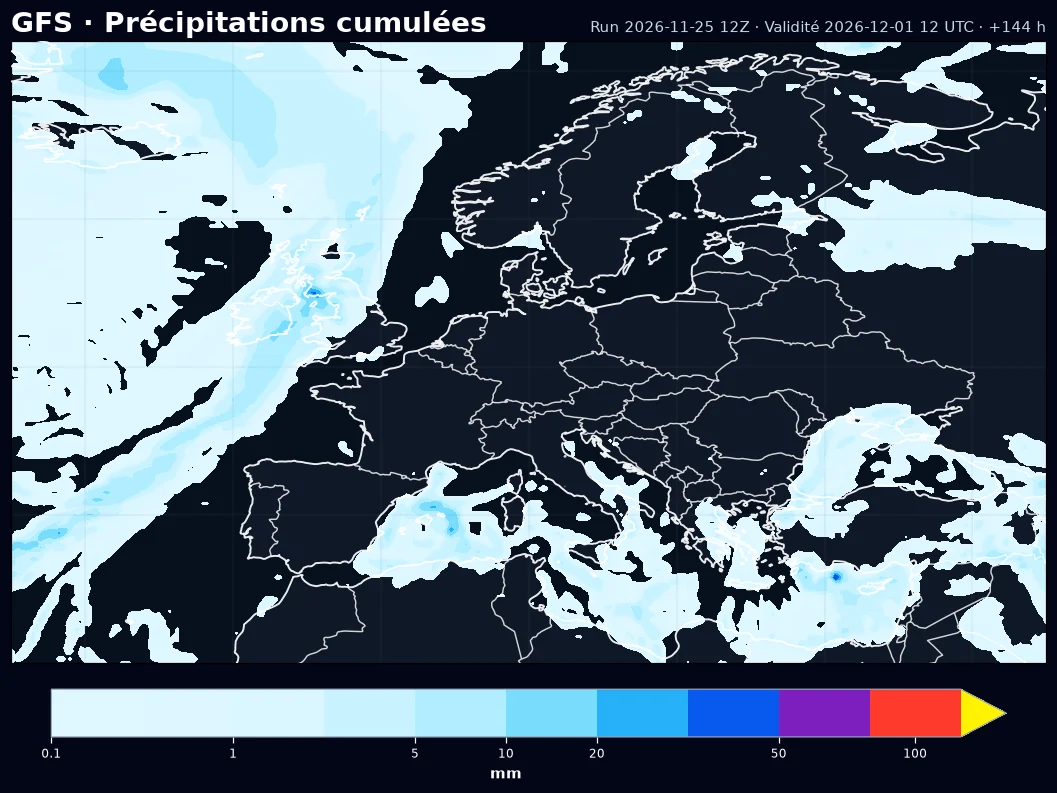 GFS · Précipitations cumulées
Run 2026-11-25 12Z · Validité 2026-12-01 12 UTC · +144 h
0.1 1 5 10 20 50 100
mm